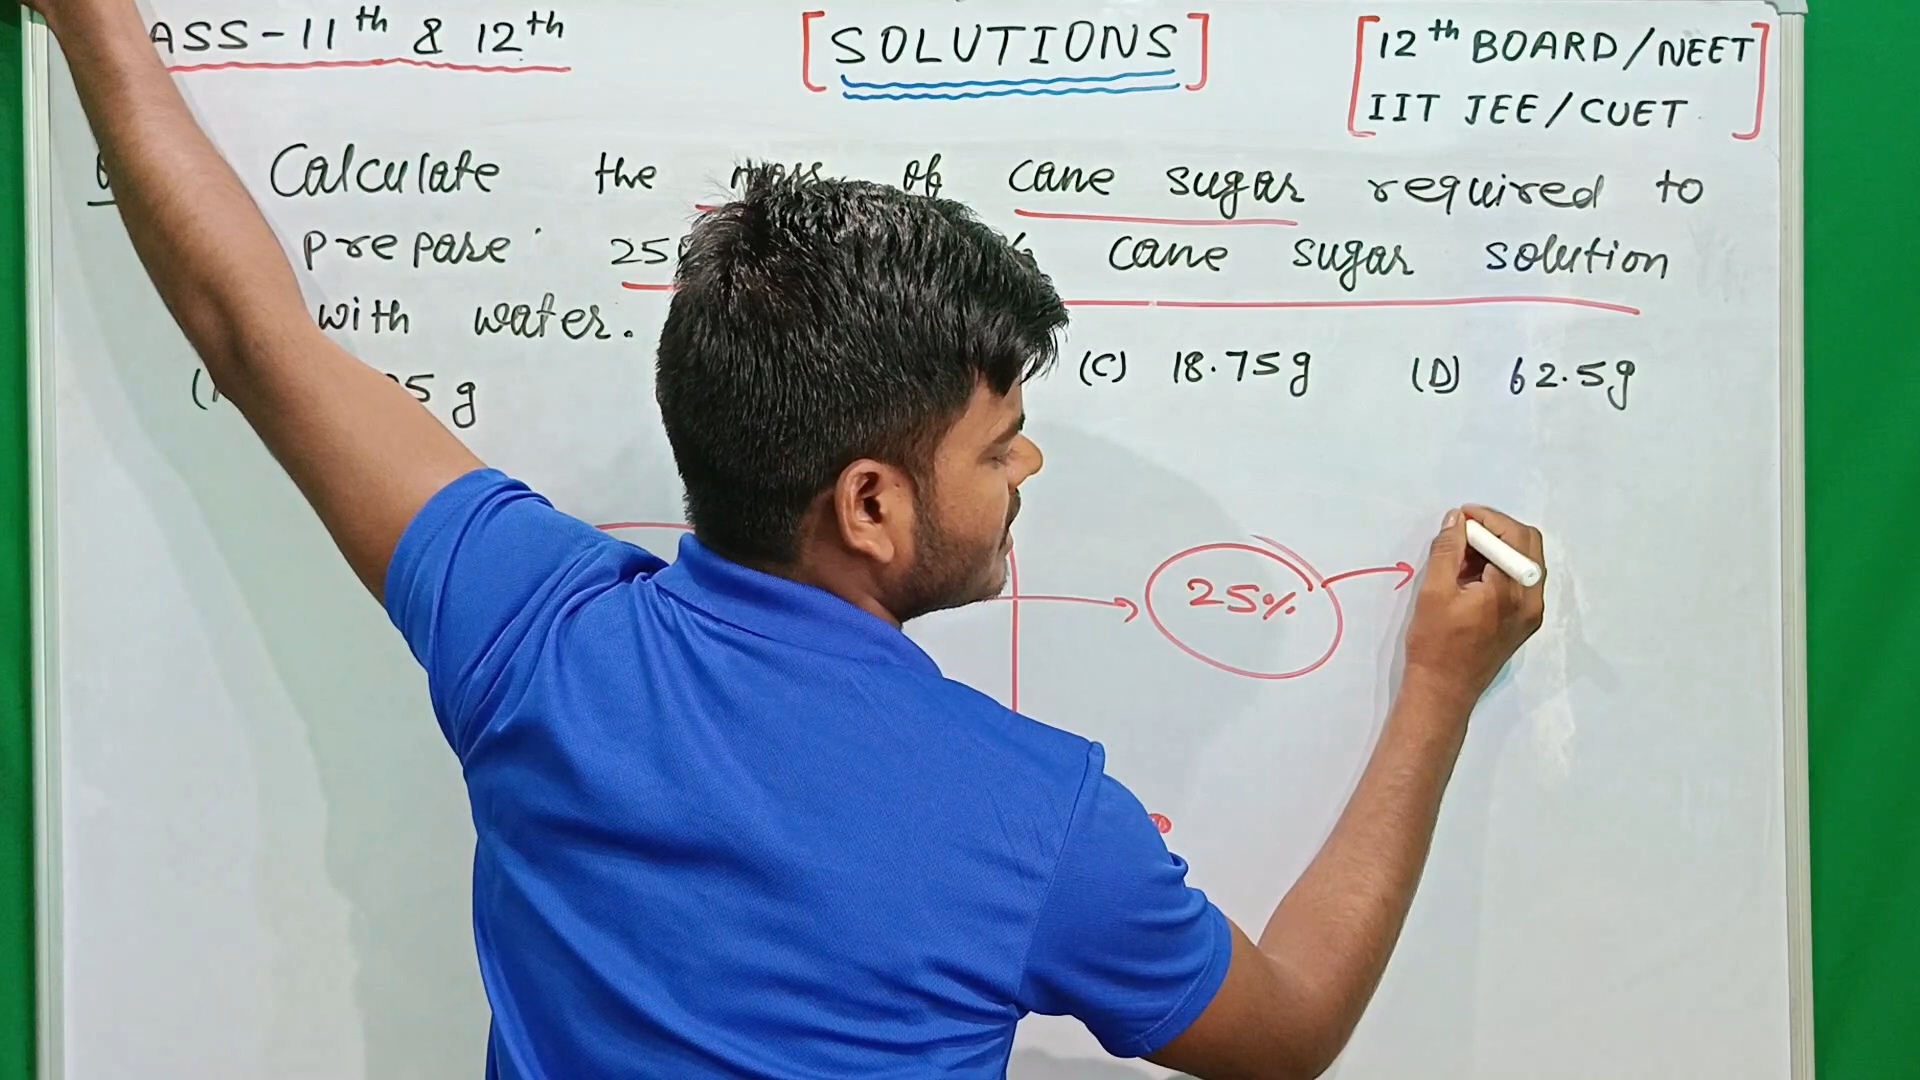 ASS-11th & 12th
[SOLUTIONS]
[12th BOARD/NEET
IIT JEE/CUET]
Calculate the mass of cane sugar required to
prepare 25 % cane sugar solution
with water.
5 g (C) 18.75g (D) 62.5g
25%